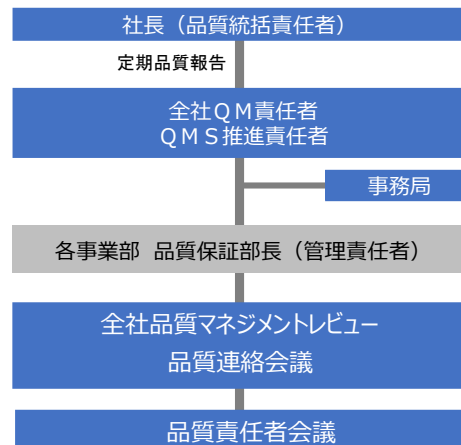 社長（品質統括責任者）
定期品質報告
全社ＱＭ責任者
ＱＭＳ推進責任者
事務局
各事業部 品質保証部長（管理責任者）
全社品質マネジメントレビュー
品質連絡会議
品質責任者会議